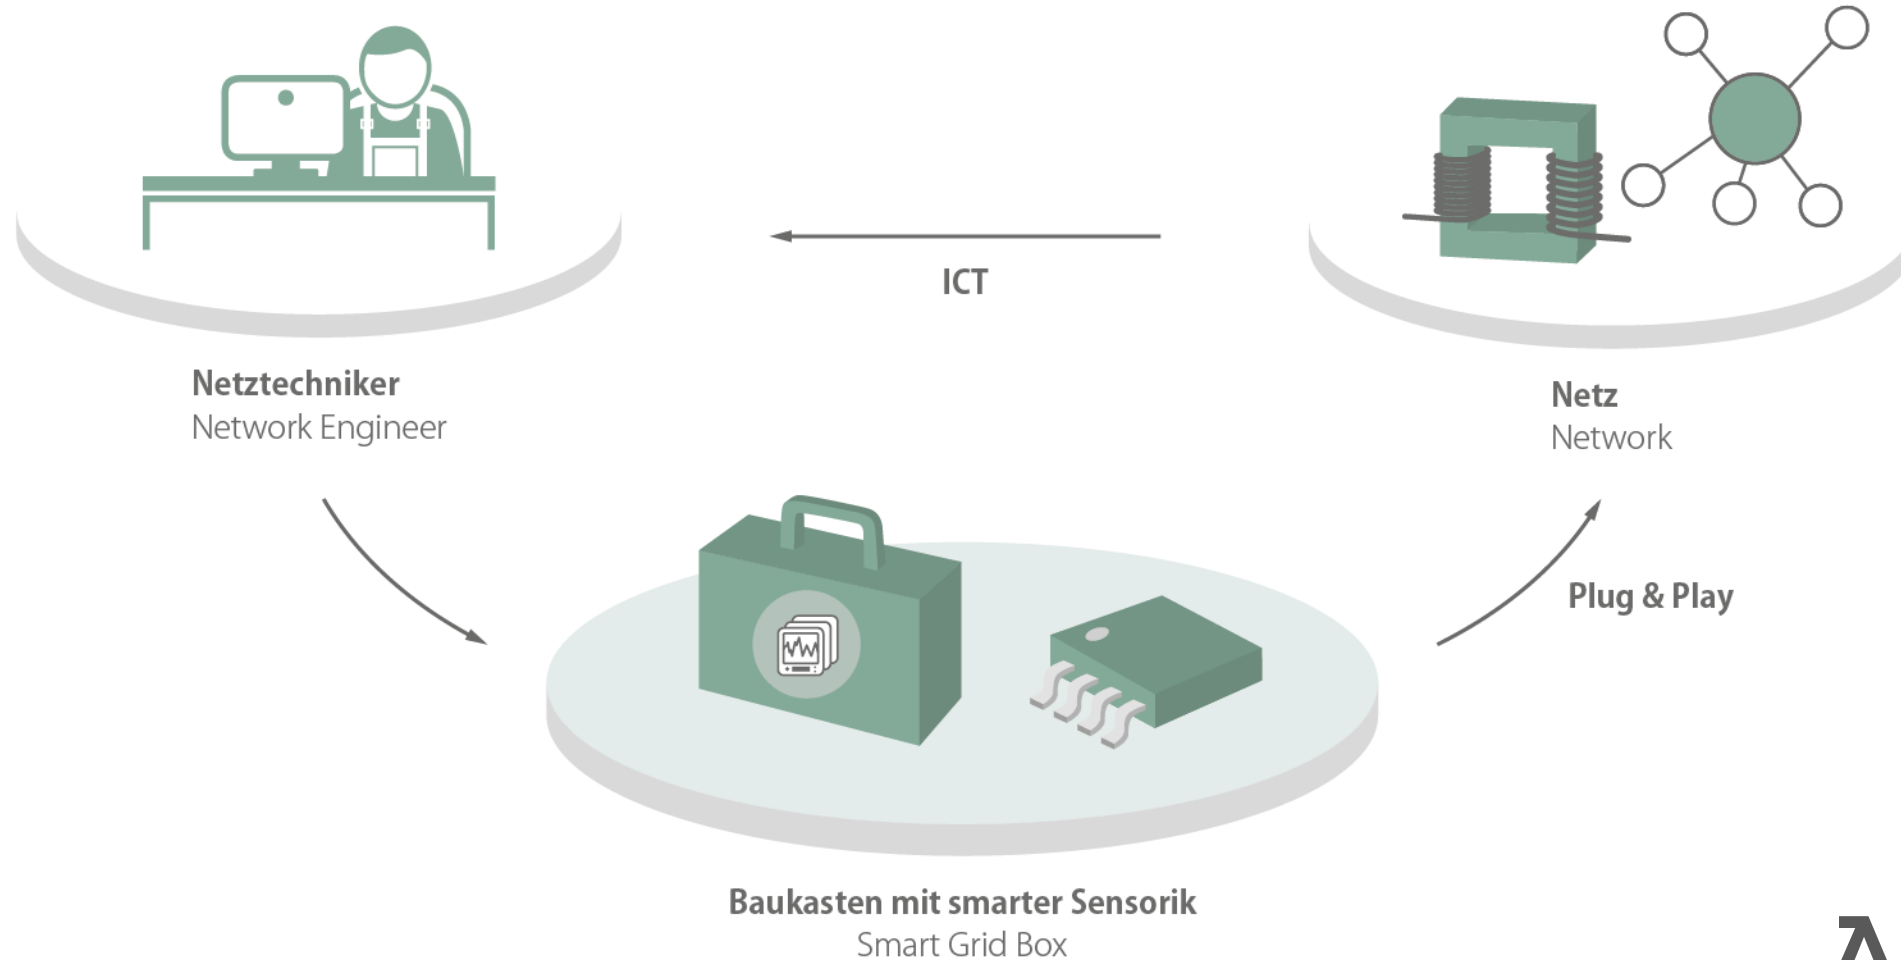 ICT
Netztechniker
Network Engineer
Netz
Network
Plug & Play
Baukasten mit smarter Sensorik
Smart Grid Box